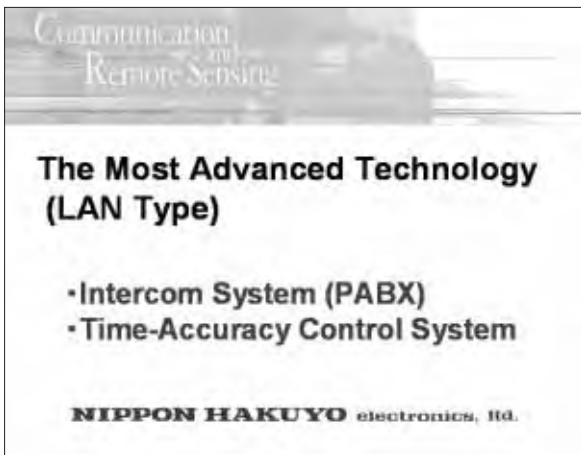 Communication
and
Remote Sensing
The Most Advanced Technology
(LAN Type)
・Intercom System (PABX)
・Time-Accuracy Control System
NIPPON HAKUYO electronics, ltd.